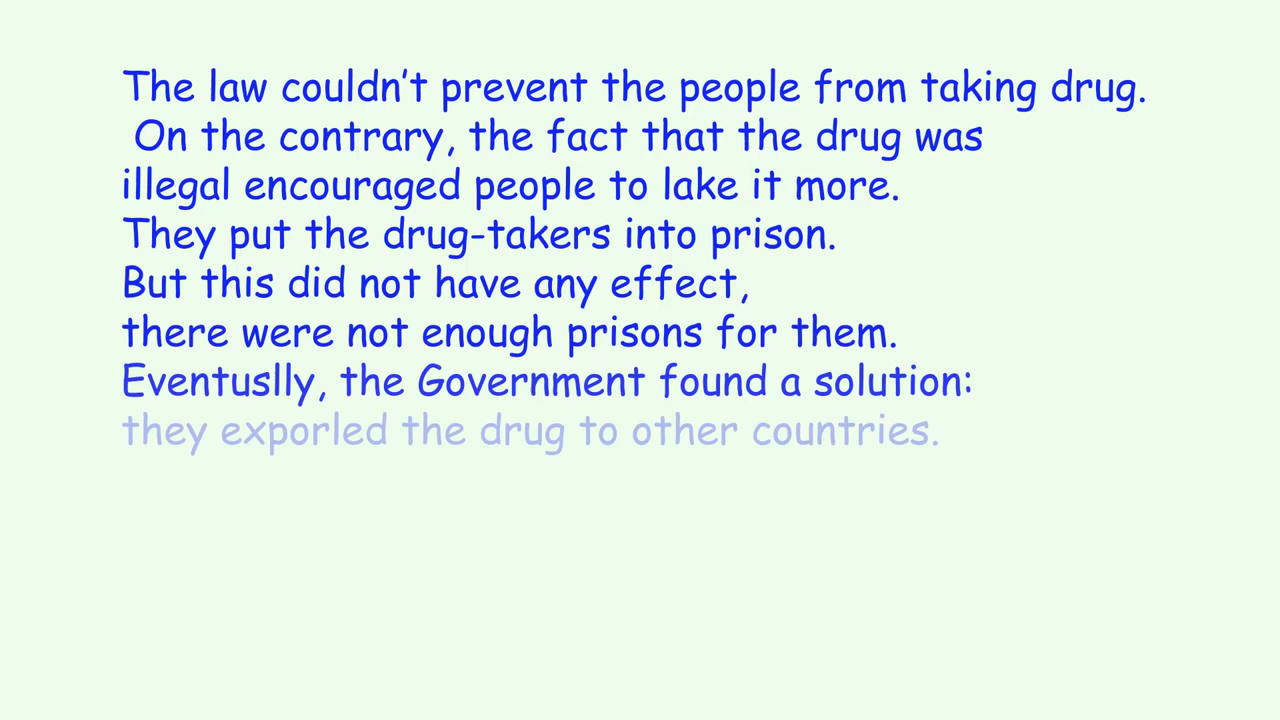 The law couldn’t prevent the people from taking drug.
On the contrary, the fact that the drug was
illegal encouraged people to lake it more.
They put the drug-takers into prison.
But this did not have any effect,
there were not enough prisons for them.
Eventuslly, the Government found a solution:
they exporled the drug to other countries.